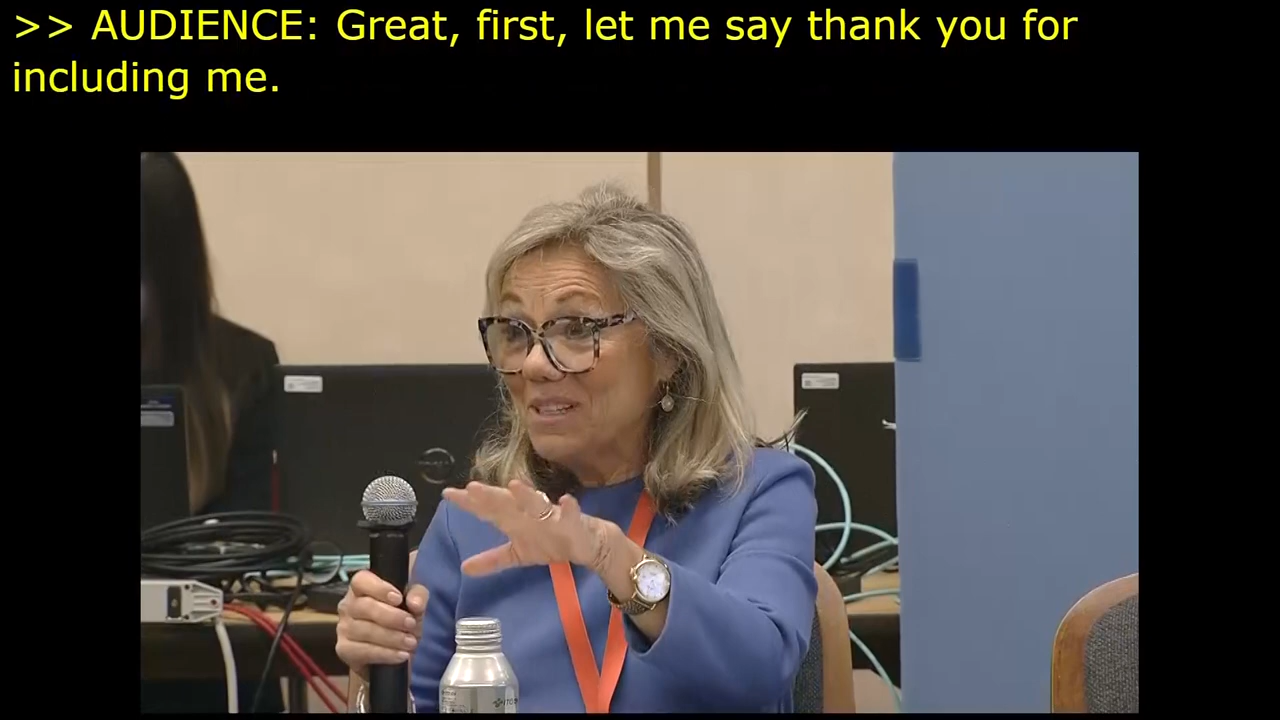 >> AUDIENCE: Great, first, let me say thank you for
including me.